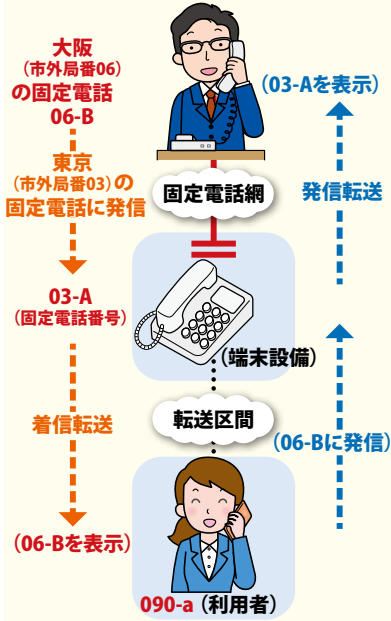 大阪
(市外局番06)
の固定電話
06-B
東京
(市外局番03)の
固定電話に発信
03-A
(固定電話番号)
着信転送
(06-Bを表示)
固定電話網
(端末設備)
転送区間
090-a (利用者)
(03-Aを表示)
発信転送
(06-Bに発信)